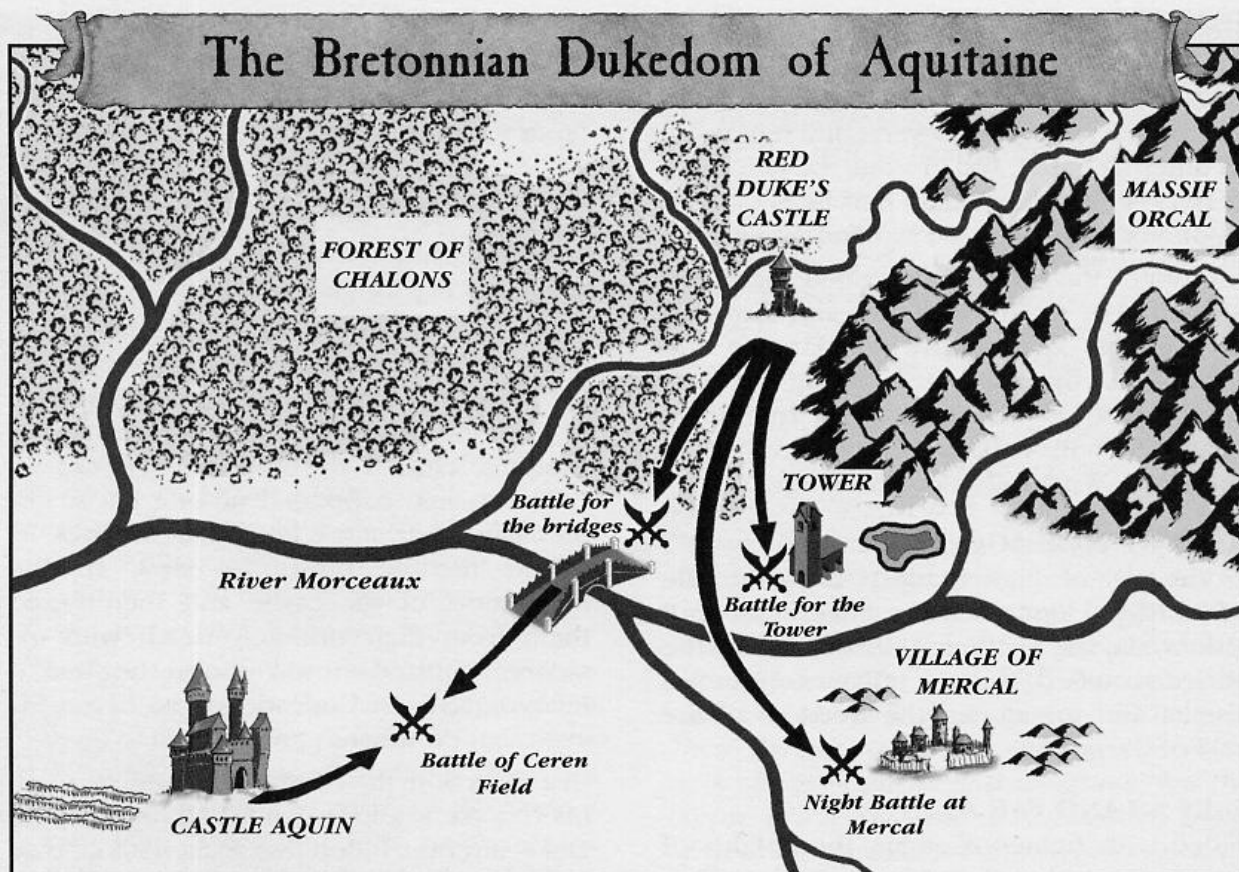 The Bretonnian Dukedom of Aquitaine
RED
DUKE'S
CASTLE
MASSIF
ORCAL
FOREST OF
CHALONS
TOWER
Battle for
the bridges
River Morceaux
Battle for the
Tower
VILLAGE OF
MERCAL
Battle of Ceren
Field
Night Battle at
Mercal
CASTLE AQUIN